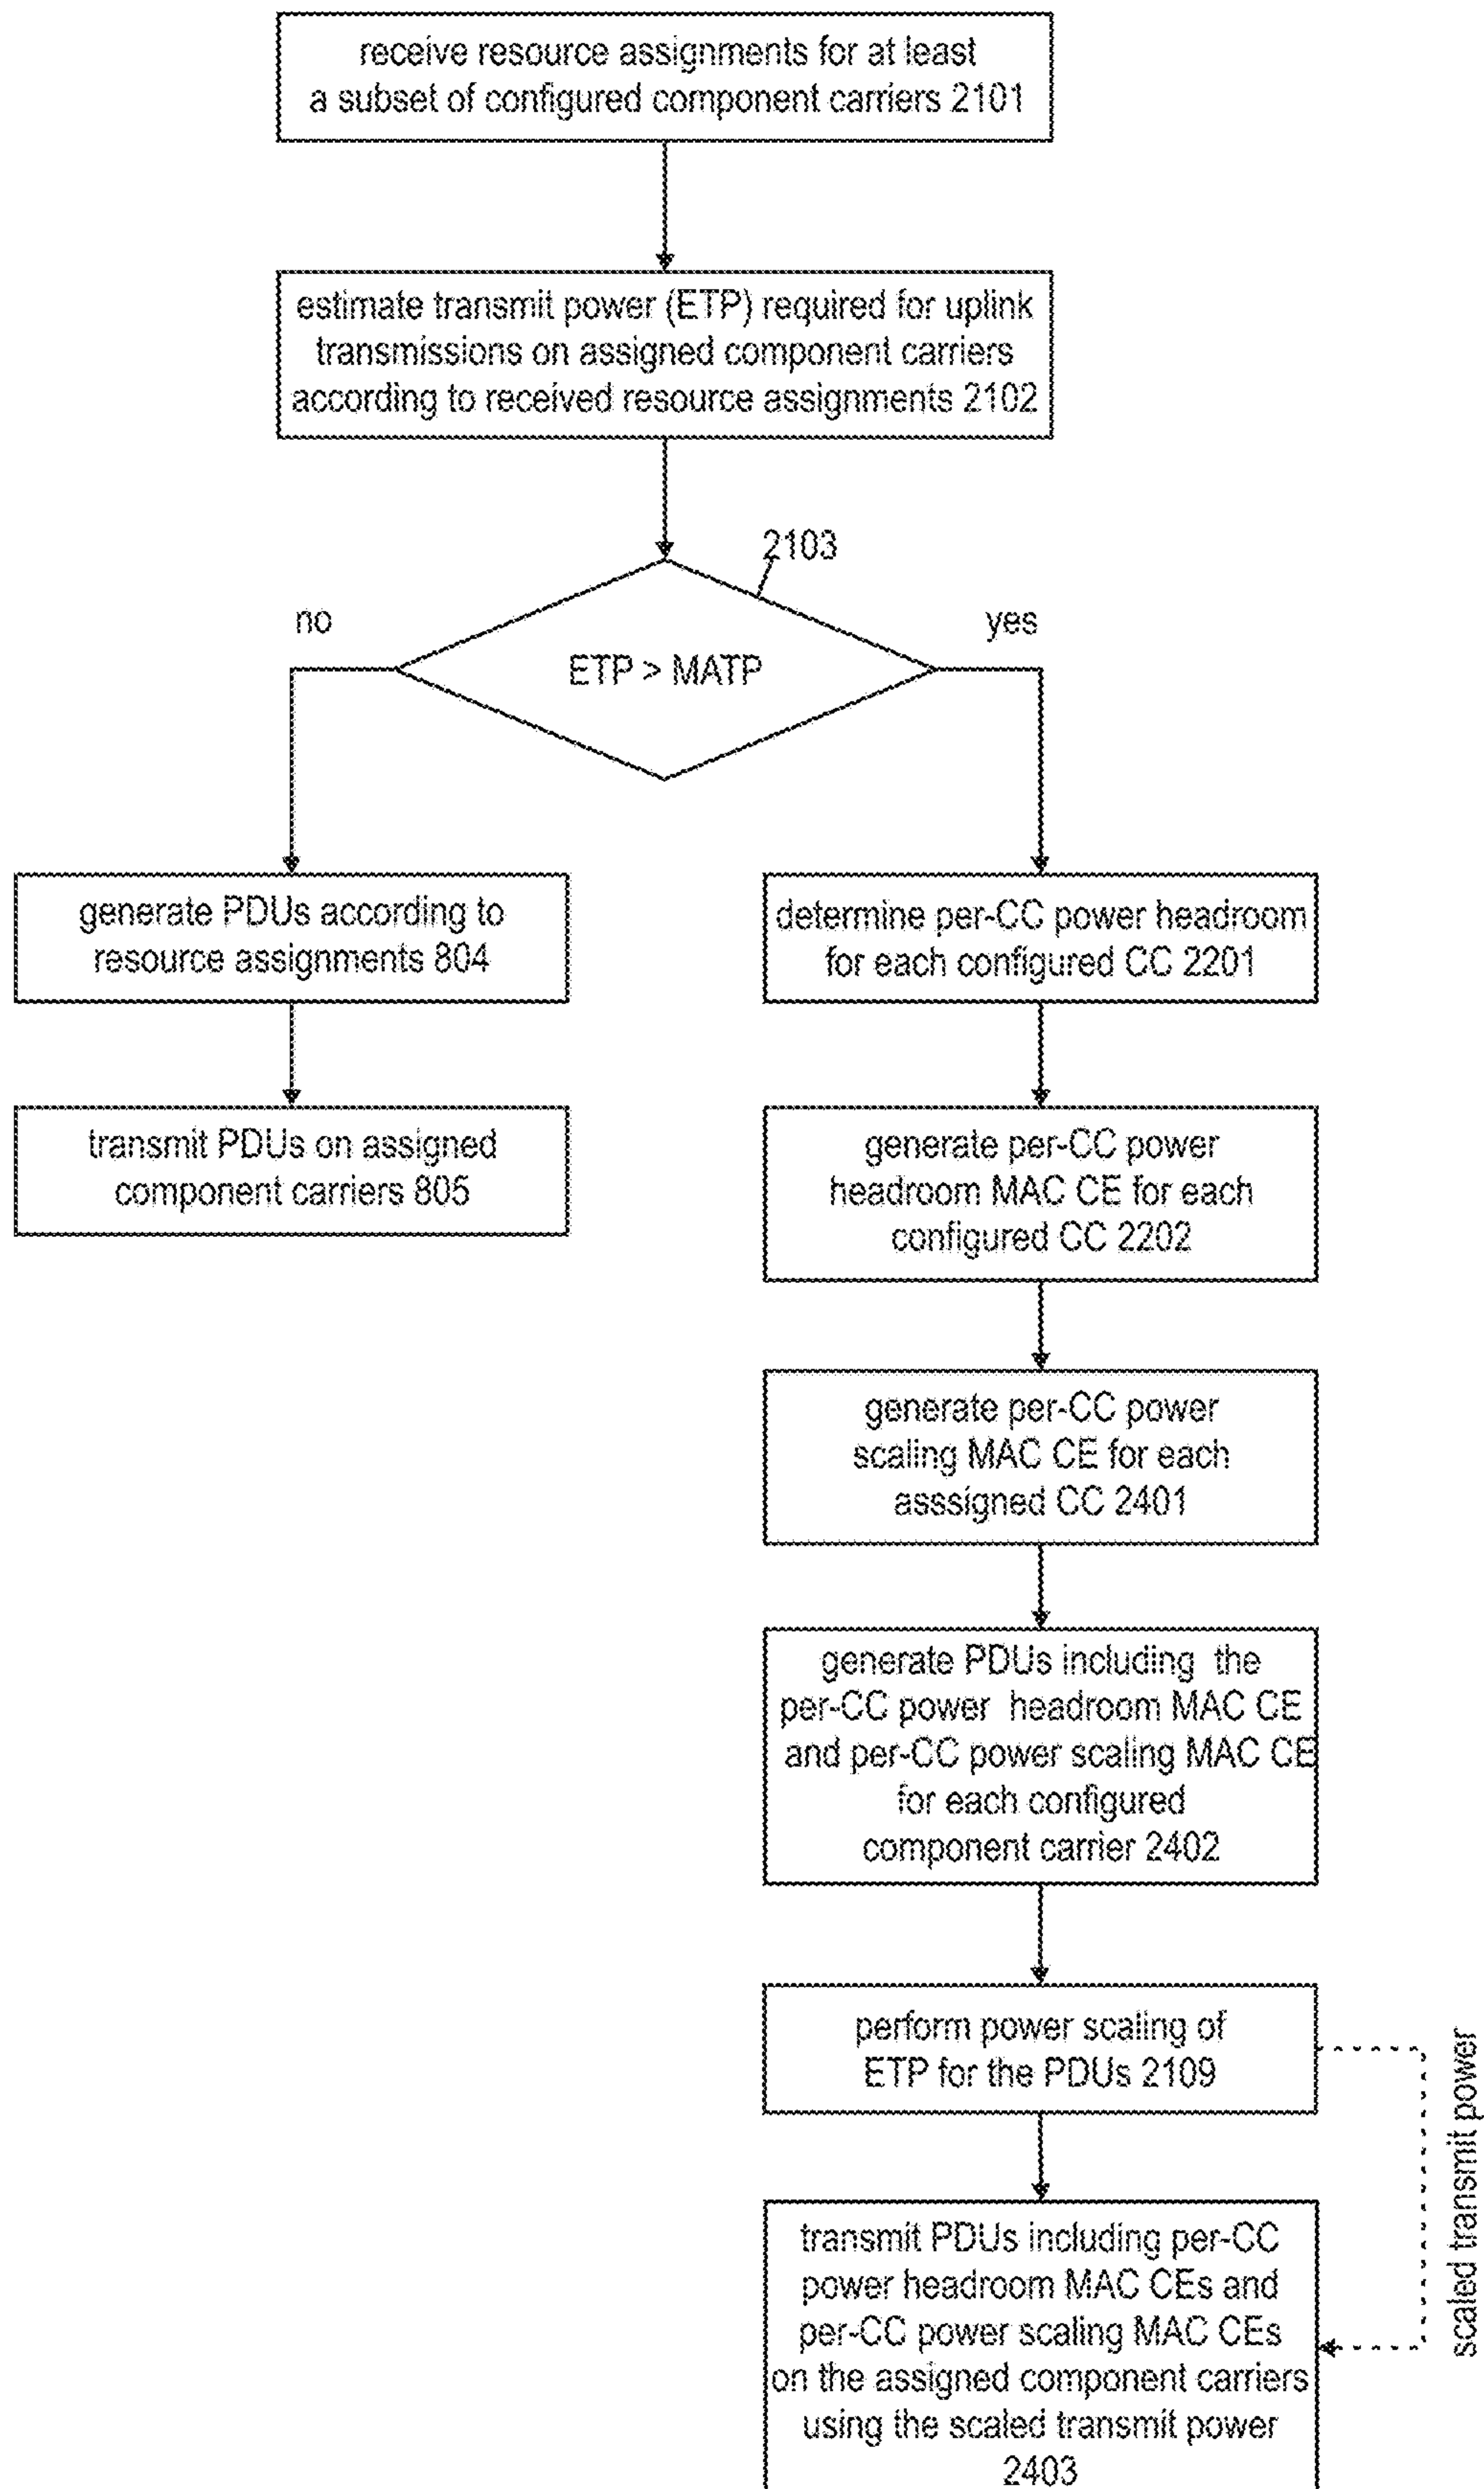 receive resource assignments for at least
a subset of configured component carriers 2101
estimate transmit power (ETP) required for uplink
transmissions on assigned component carriers
according to received resource assignments 2102
2103
no
yes
ETP > MATP
generate PDUs according to
resource assignments 804
transmit PDUs on assigned
component carriers 805
determine per-CC power headroom
for each configured CC 2201
generate per-CC power
headroom MAC CE for each
configured CC 2202
generate per-CC power
scaling MAC CE for each
asssigned CC 2401
generate PDUs including the
per-CC power headroom MAC CE
and per-CC power scaling MAC CE
for each configured
component carrier 2402
perform power scaling of
ETP for the PDUs 2109
scaled transmit power
transmit PDUs including per-CC
power headroom MAC CEs and
per-CC power scaling MAC CEs
on the assigned component carriers
using the scaled transmit power
2403